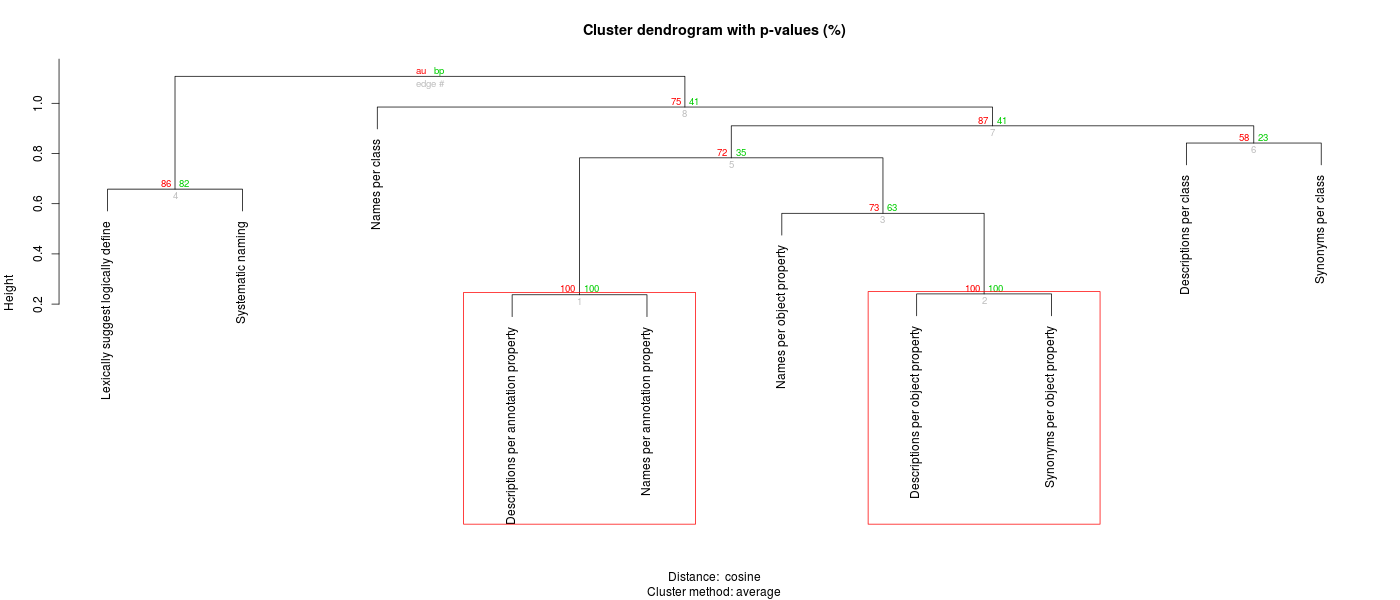 Cluster dendrogram with p-values (%)
Height
0.2
0.4
0.6
0.8
1.0
au bp
edge #
75 41
8
87 41
7
58 23
6
72 35
5
86 82
4
73 63
3
100 100
1
100 100
2
Lexically suggest logically define
Systematic naming
Names per class
Descriptions per annotation property
Names per annotation property
Names per object property
Descriptions per object property
Synonyms per object property
Descriptions per class
Synonyms per class
Distance: cosine
Cluster method: average